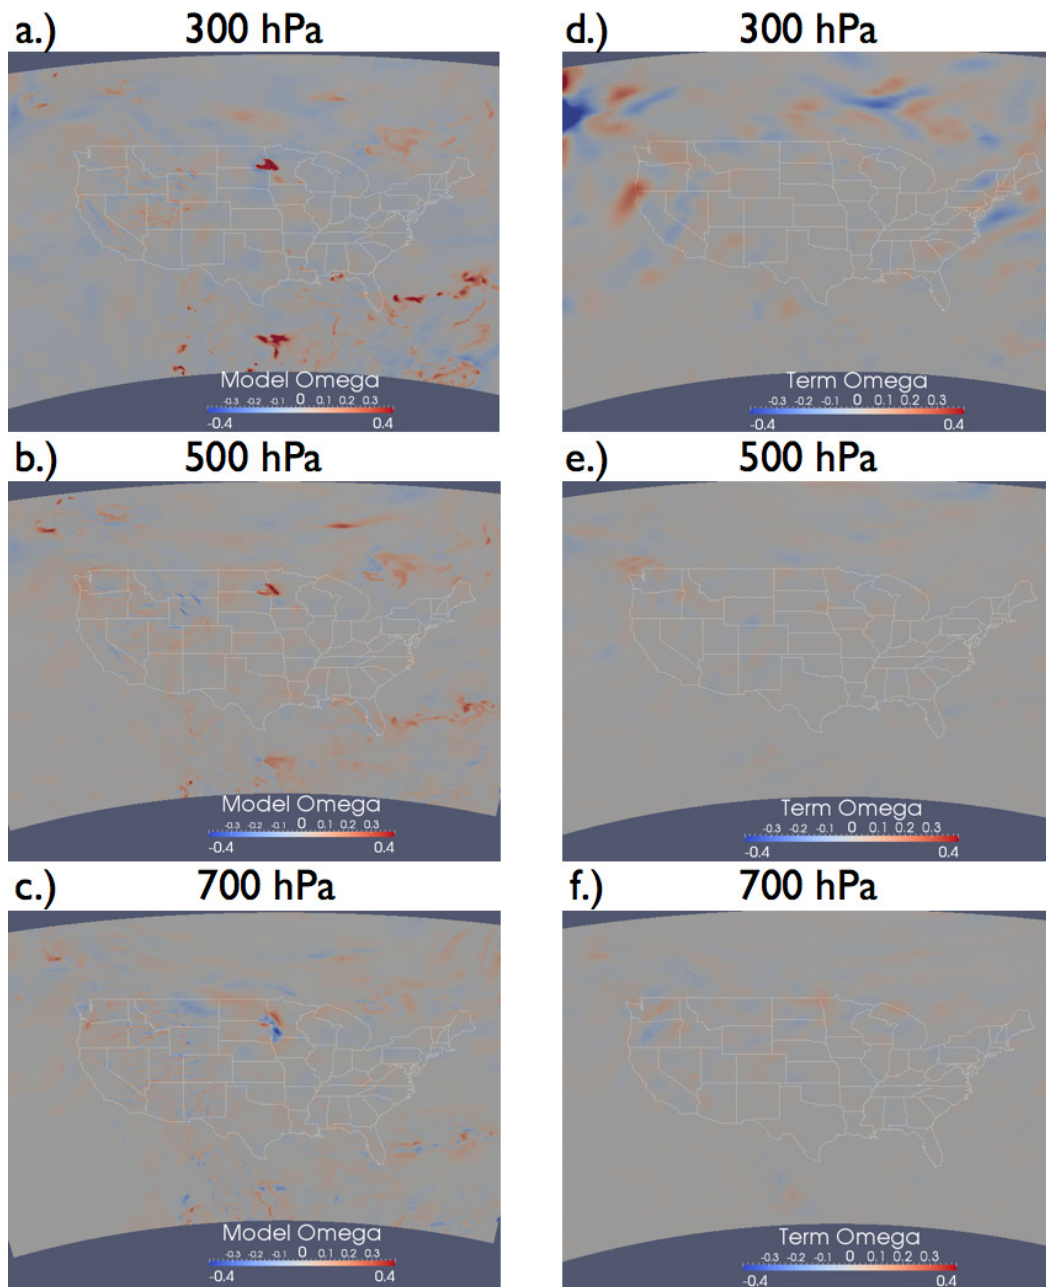 a.) 300 hPa
Model Omega
-0.3 -0.2 -0.1 0 0.1 0.2 0.3
-0.4 0.4
d.) 300 hPa
Term Omega
-0.3 -0.2 -0.1 0 0.1 0.2 0.3
-0.4 0.4
b.) 500 hPa
Model Omega
-0.3 -0.2 -0.1 0 0.1 0.2 0.3
-0.4 0.4
e.) 500 hPa
Term Omega
-0.3 -0.2 -0.1 0 0.1 0.2 0.3
-0.4 0.4
c.) 700 hPa
Model Omega
-0.3 -0.2 -0.1 0 0.1 0.2 0.3
-0.4 0.4
f.) 700 hPa
Term Omega
-0.3 -0.2 -0.1 0 0.1 0.2 0.3
-0.4 0.4